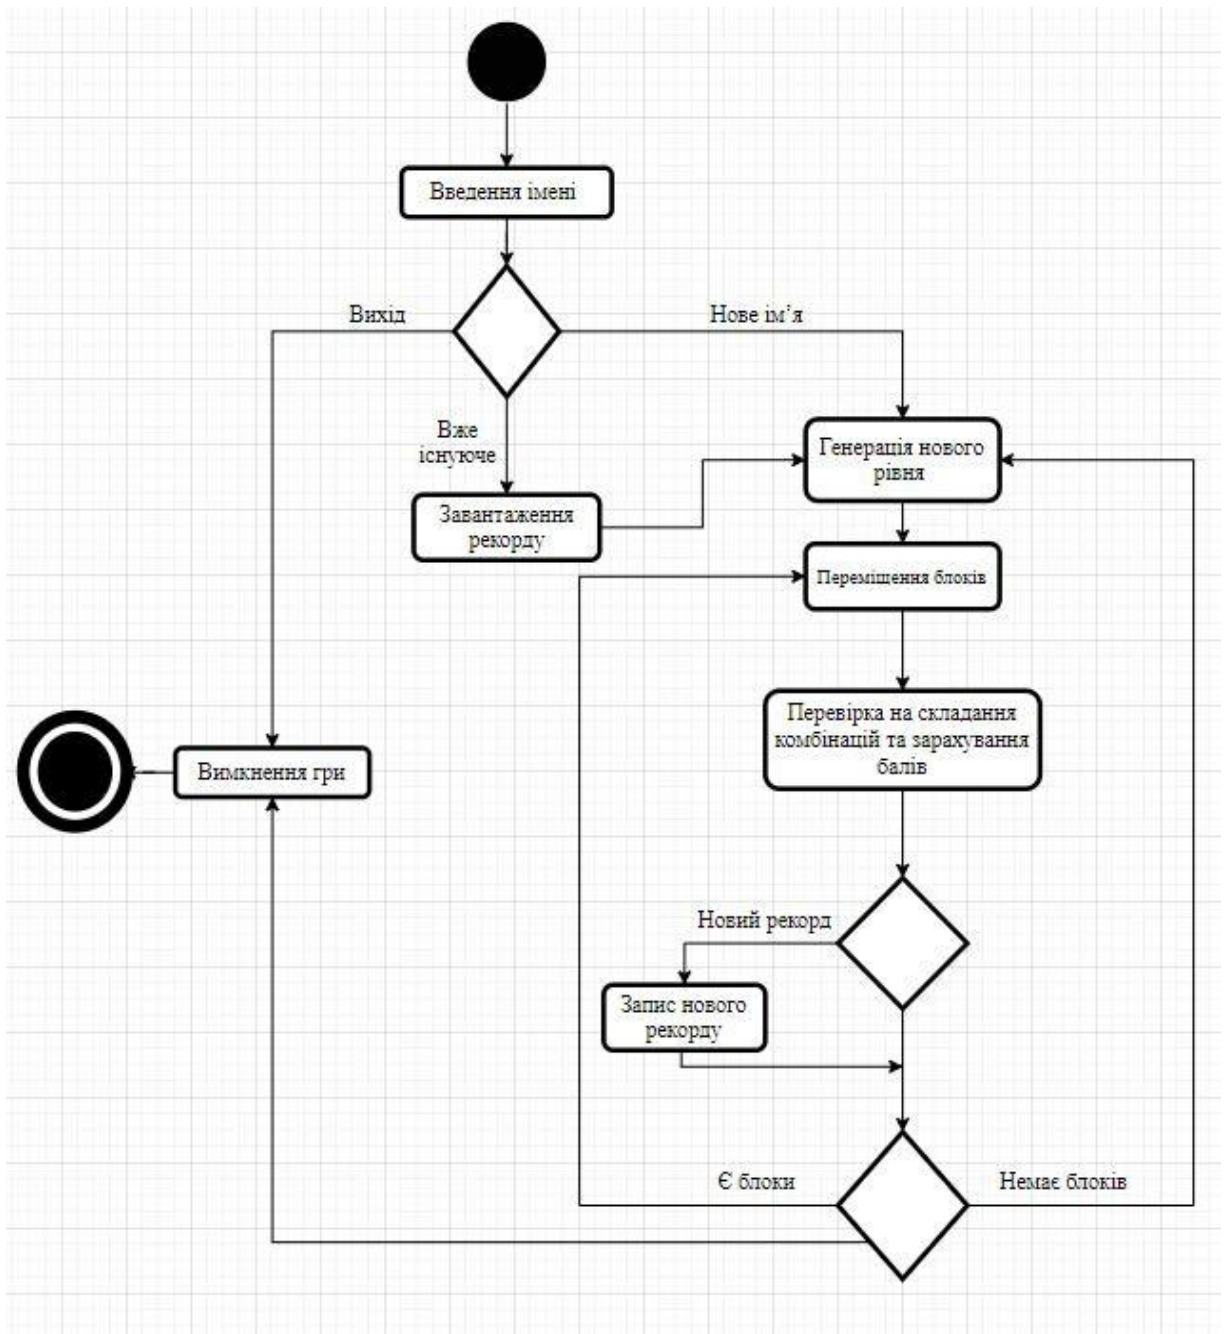 Введення імені
Вихід
Нове ім’я
Вже
існуюче
Генерація нового
рівня
Завантаження
рекорду
Переміщення блоків
Перевірка на складання
комбінацій та зарахування
балів
Вимкнення гри
Новий рекорд
Запис нового
рекорду
Є блоки
Немає блоків